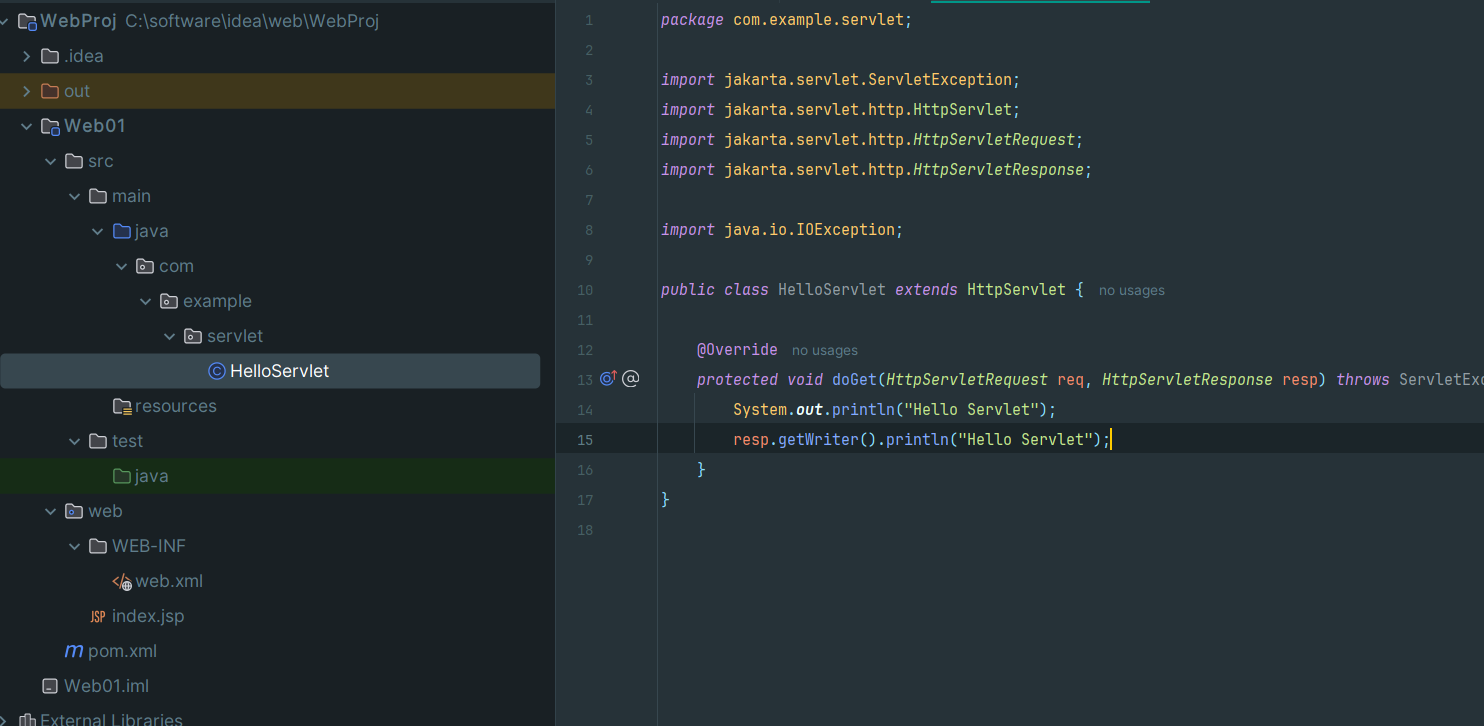 WebProj C:\software\idea\web\WebProj
.idea
out
Web01
src
main
java
com
example
servlet
HelloServlet
resources
test
java
web
WEB-INF
web.xml
JSP index.jsp
m pom.xml
Web01.iml
External Libraries
1 package com.example.servlet;
2
3 import jakarta.servlet.ServletException;
4 import jakarta.servlet.http.HttpServlet;
5 import jakarta.servlet.http.HttpServletRequest;
6 import jakarta.servlet.http.HttpServletResponse;
7
8 import java.io.IOException;
9
10 public class HelloServlet extends HttpServlet { no usages
11
12 @Override no usages
13 protected void doGet(HttpServletRequest req, HttpServletResponse resp) throws ServletExc
14 System.out.println("Hello Servlet");
15 resp.getWriter().println("Hello Servlet");
16 }
17 }
18